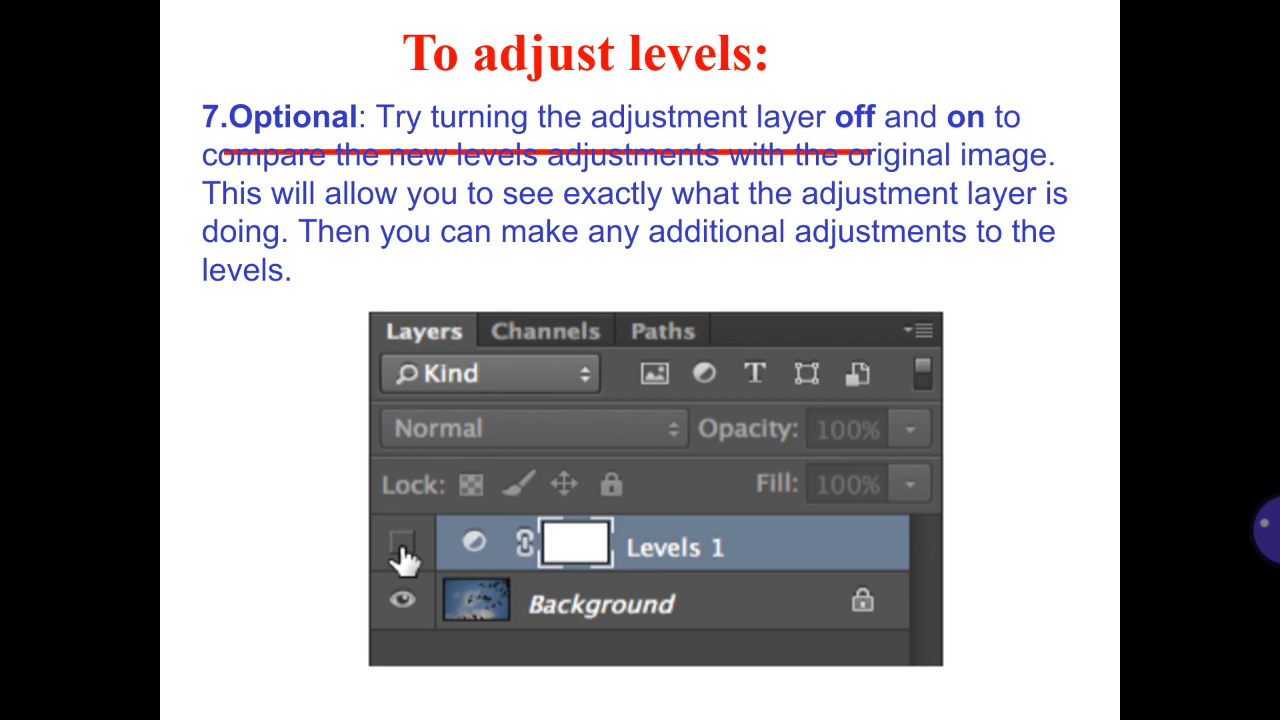 To adjust levels:
7.Optional: Try turning the adjustment layer off and on to
compare the new levels adjustments with the original image.
This will allow you to see exactly what the adjustment layer is
doing. Then you can make any additional adjustments to the
levels.
Layers Channels Paths
Kind T
Normal Opacity: 100%
Lock: Fill: 100%
Levels 1
Background